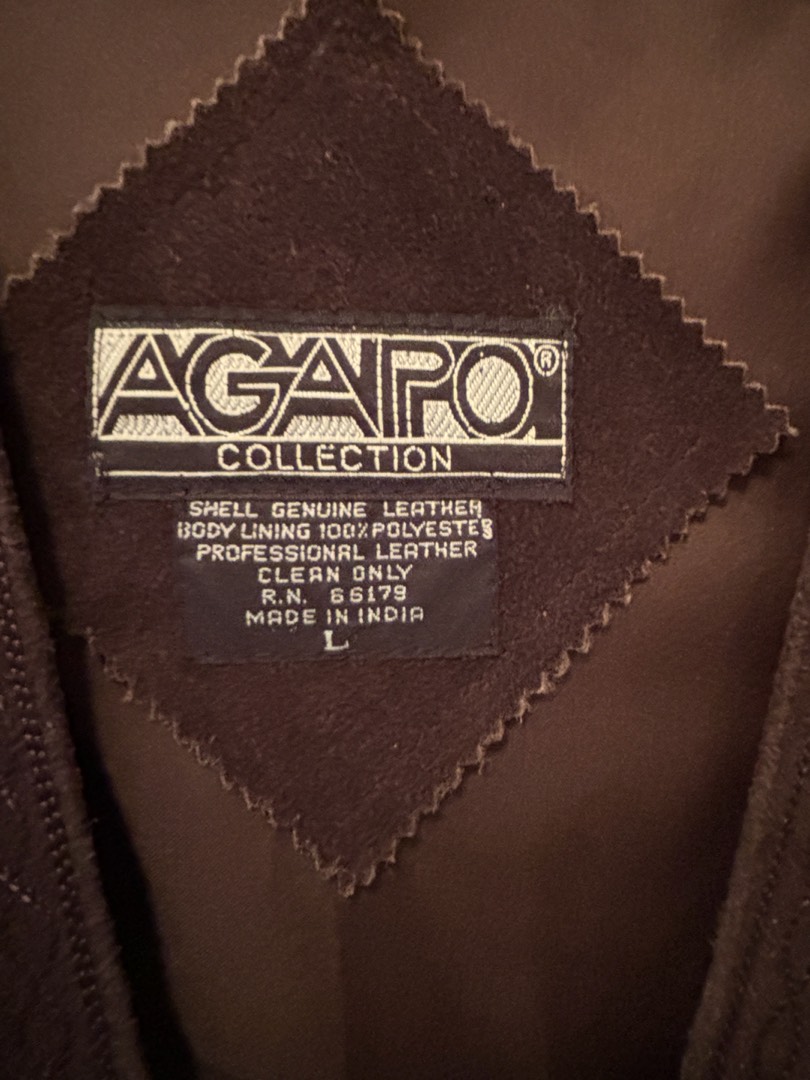 AGAPO®
COLLECTION
SHELL GENUINE LEATHER
BODY LINING 100% POLYESTER
PROFESSIONAL LEATHER
CLEAN ONLY
R.N. 66179
MADE IN INDIA
L